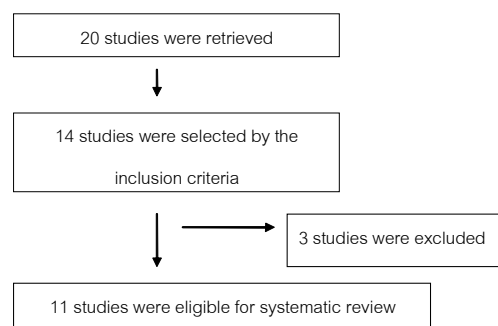 20 studies were retrieved
14 studies were selected by the
inclusion criteria
3 studies were excluded
11 studies were eligible for systematic review